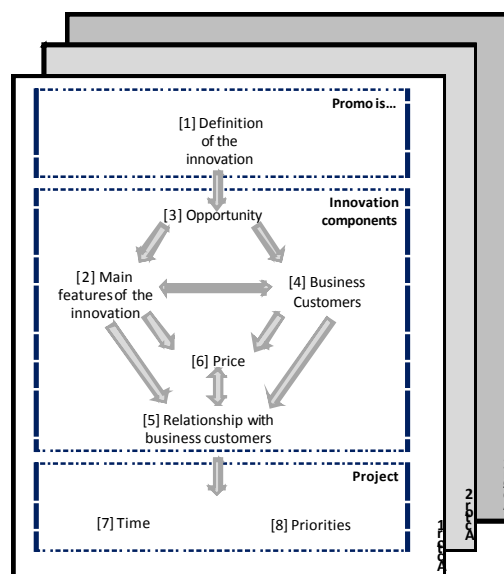 Promo is...
[1] Definition
of the
innovation
[3] Opportunity
Innovation
components
[2] Main
features of the
innovation
[4] Business
Customers
[6] Price
[5] Relationship with
business customers
Project
[7] Time
[8] Priorities